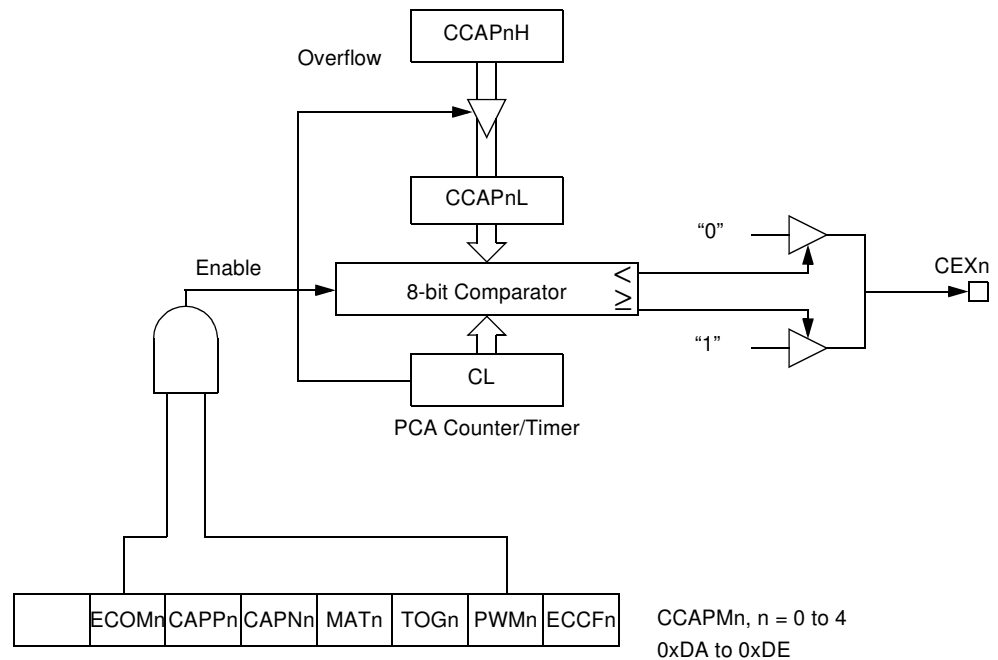 CCAPnH
Overflow
CCAPnL
“0”
Enable
CEXn
<
8-bit Comparator
≥
“1”
CL
PCA Counter/Timer
ECOMn CAPPn CAPNn MATn TOGn PWMn ECCFn
CCAPMn, n = 0 to 4
0xDA to 0xDE